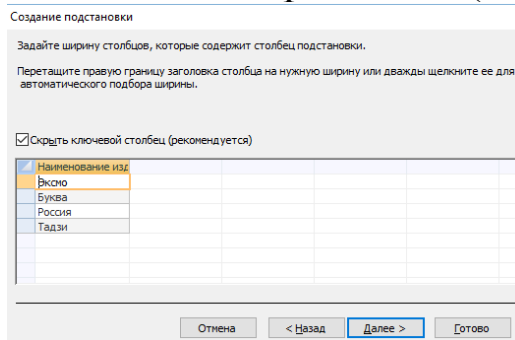 Создание подстановки
Задайте ширину столбцов, которые содержит столбец подстановки.
Перетащите правую границу заголовка столбца на нужную ширину или дважды щелкните ее для
автоматического подбора ширины.
Скрыть ключевой столбец (рекомендуется)
Наименование изд
Эксмо
Буква
Россия
Тадзи
Отмена < Назад Далее > Готово